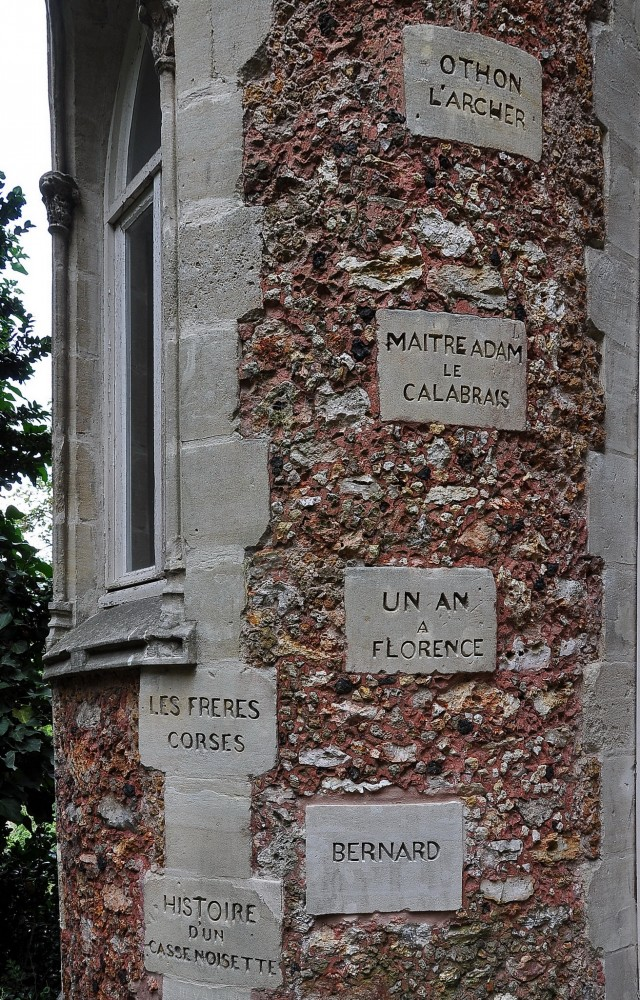 OTHON
L'ARCHER
MAITRE ADAM
LE
CALABRAIS
UN AN
A
FLORENCE
LES FRERES
CORSES
BERNARD
HISTOIRE
D'UN
CASSE NOISETTE